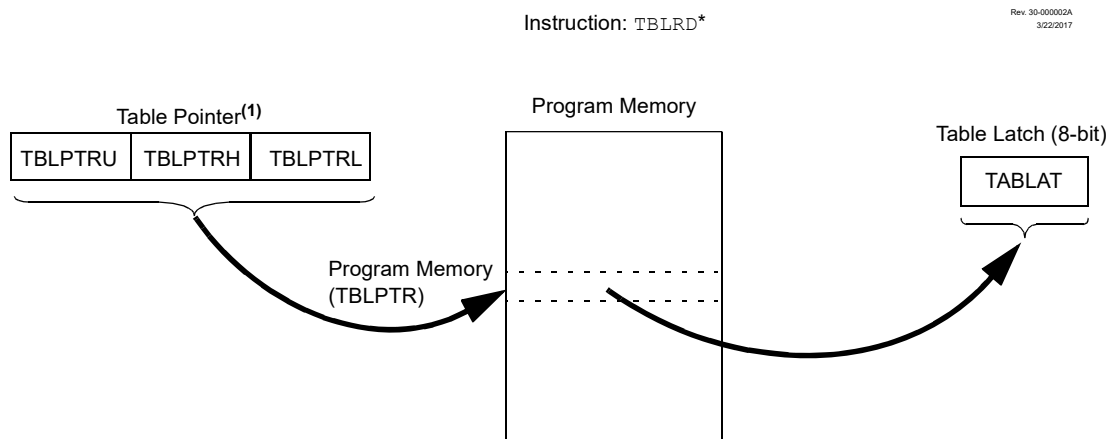 Instruction: TBLRD*
Rev. 30-000002A
3/22/2017
Table Pointer(1)
TBLPTRU TBLPTRH TBLPTRL
Program Memory
Table Latch (8-bit)
TABLAT
Program Memory
(TBLPTR)